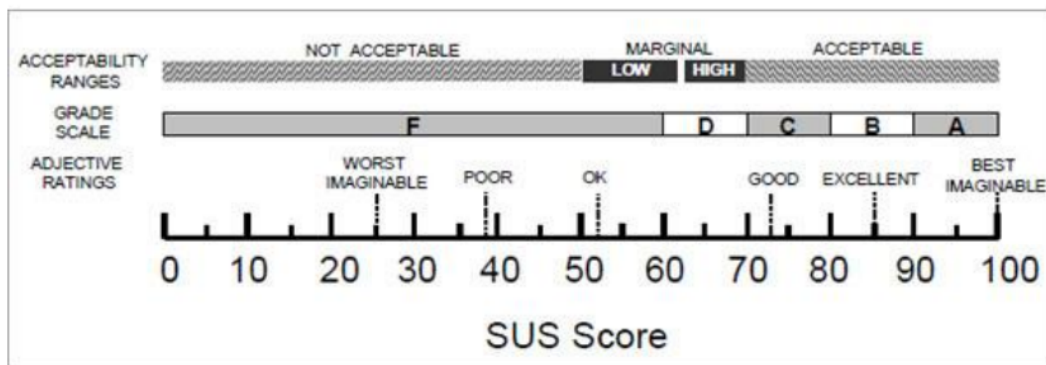 NOT ACCEPTABLE MARGINAL ACCEPTABLE
ACCEPTABILITY RANGES LOW HIGH
GRADE SCALE F D C B A
ADJECTIVE RATINGS WORST IMAGINABLE POOR OK GOOD EXCELLENT BEST IMAGINABLE
0 10 20 30 40 50 60 70 80 90 100
SUS Score